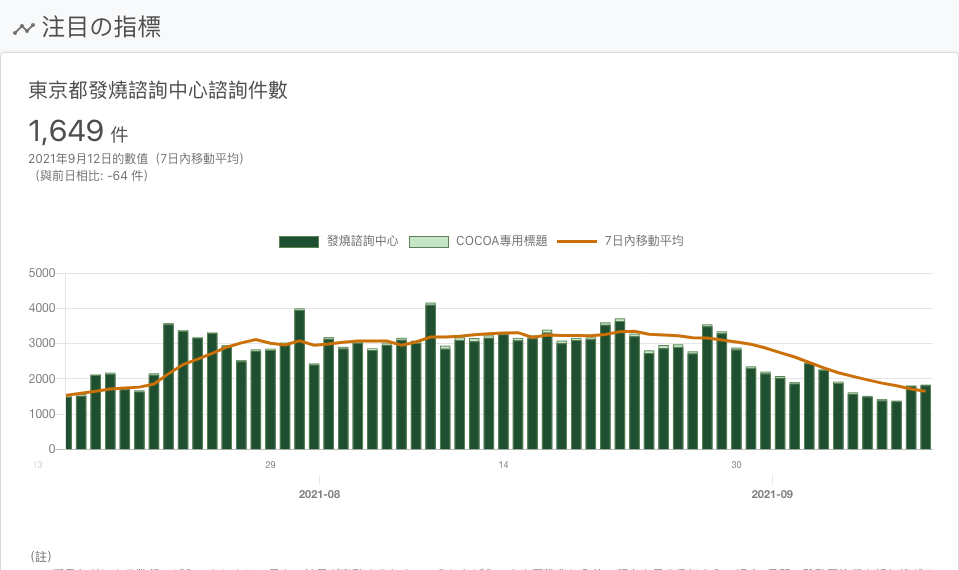 注目の指標
東京都發燒諮詢中心諮詢件數
1,649 件
2021年9月12日的數值（7日內移動平均）
（與前日相比: -64 件）
發燒諮詢中心 COCOA專用標題 7日內移動平均
5000
4000
3000
2000
1000
0
13 29 14 30
2021-08 2021-09
（註）